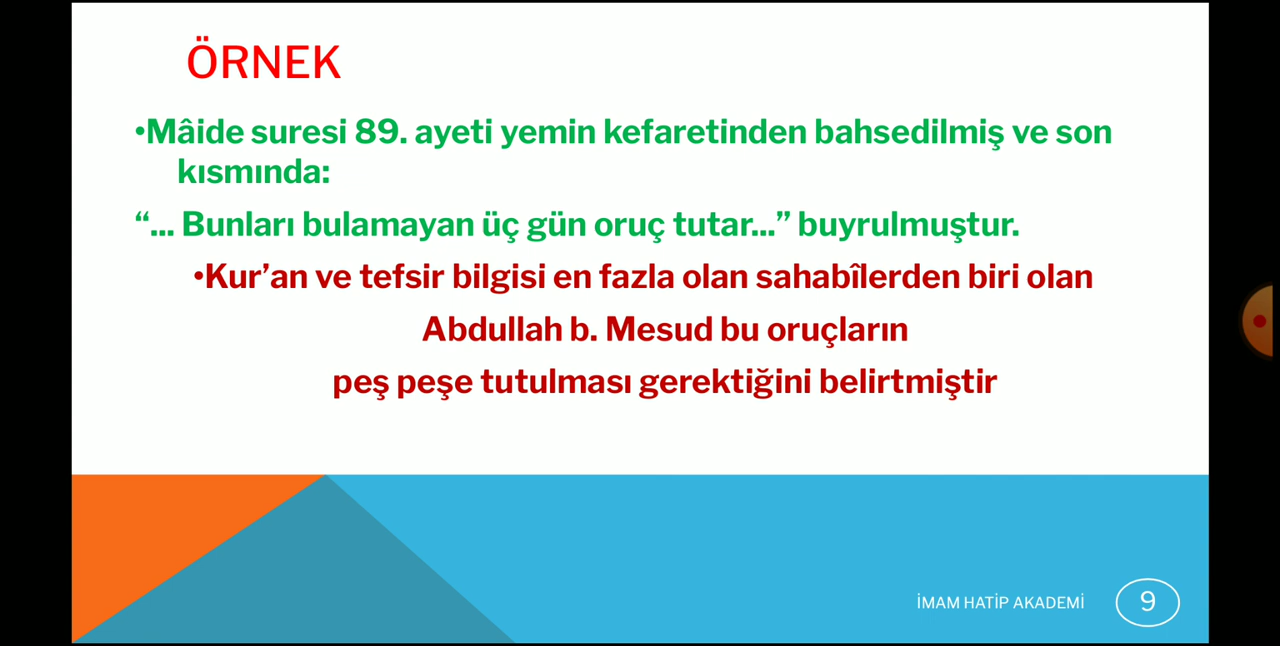 ÖRNEK
•Mâide suresi 89. ayeti yemin kefaretinden bahsedilmiş ve son
kısmında:
“... Bunları bulamayan üç gün oruç tutar...” buyrulmuştur.
•Kur’an ve tefsir bilgisi en fazla olan sahabîlerden biri olan
Abdullah b. Mesud bu oruçların
peş peşe tutulması gerektiğini belirtmiştir
İMAM HATİP AKADEMİ
9